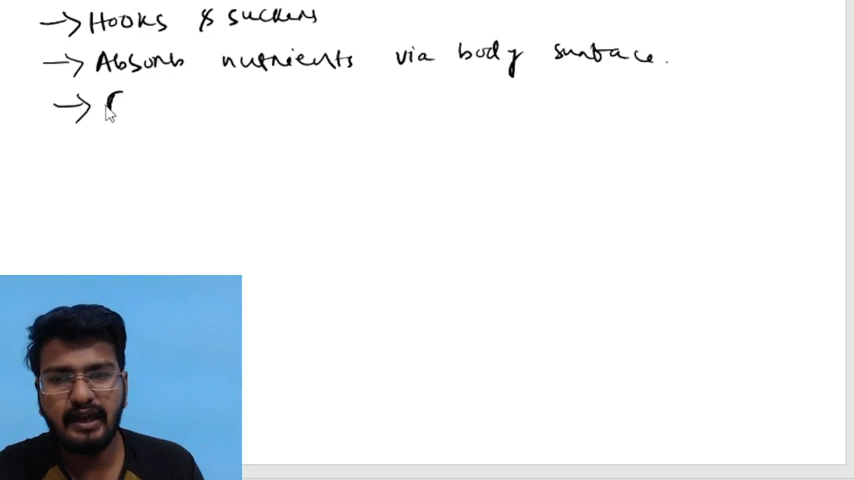 → Hooks & suckers
→ Absorb nutrients via body surface.
→